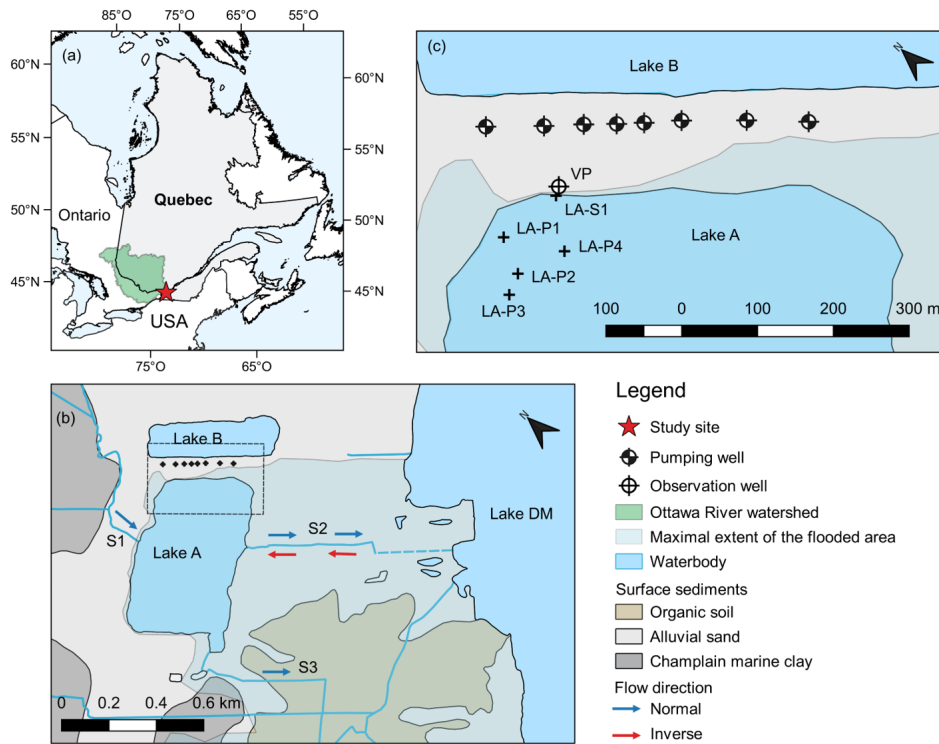 85°O
75°O
65°O
55°O
(a)
60°N
60°N
55°N
55°N
50°N
50°N
45°N
45°N
Quebec
Ontario
USA
75°O
65°O
(c)
Lake B
N
VP
LA-S1
LA-P1
LA-P4
LA-P2
LA-P3
Lake A
100 0 100 200 300 m
(b)
Lake B
N
S1
Lake A
S2
Lake DM
S3
0 0.2 0.4 0.6 km
Legend
Study site
Pumping well
Observation well
Ottawa River watershed
Maximal extent of the flooded area
Waterbody
Surface sediments
Organic soil
Alluvial sand
Champlain marine clay
Flow direction
Normal
Inverse